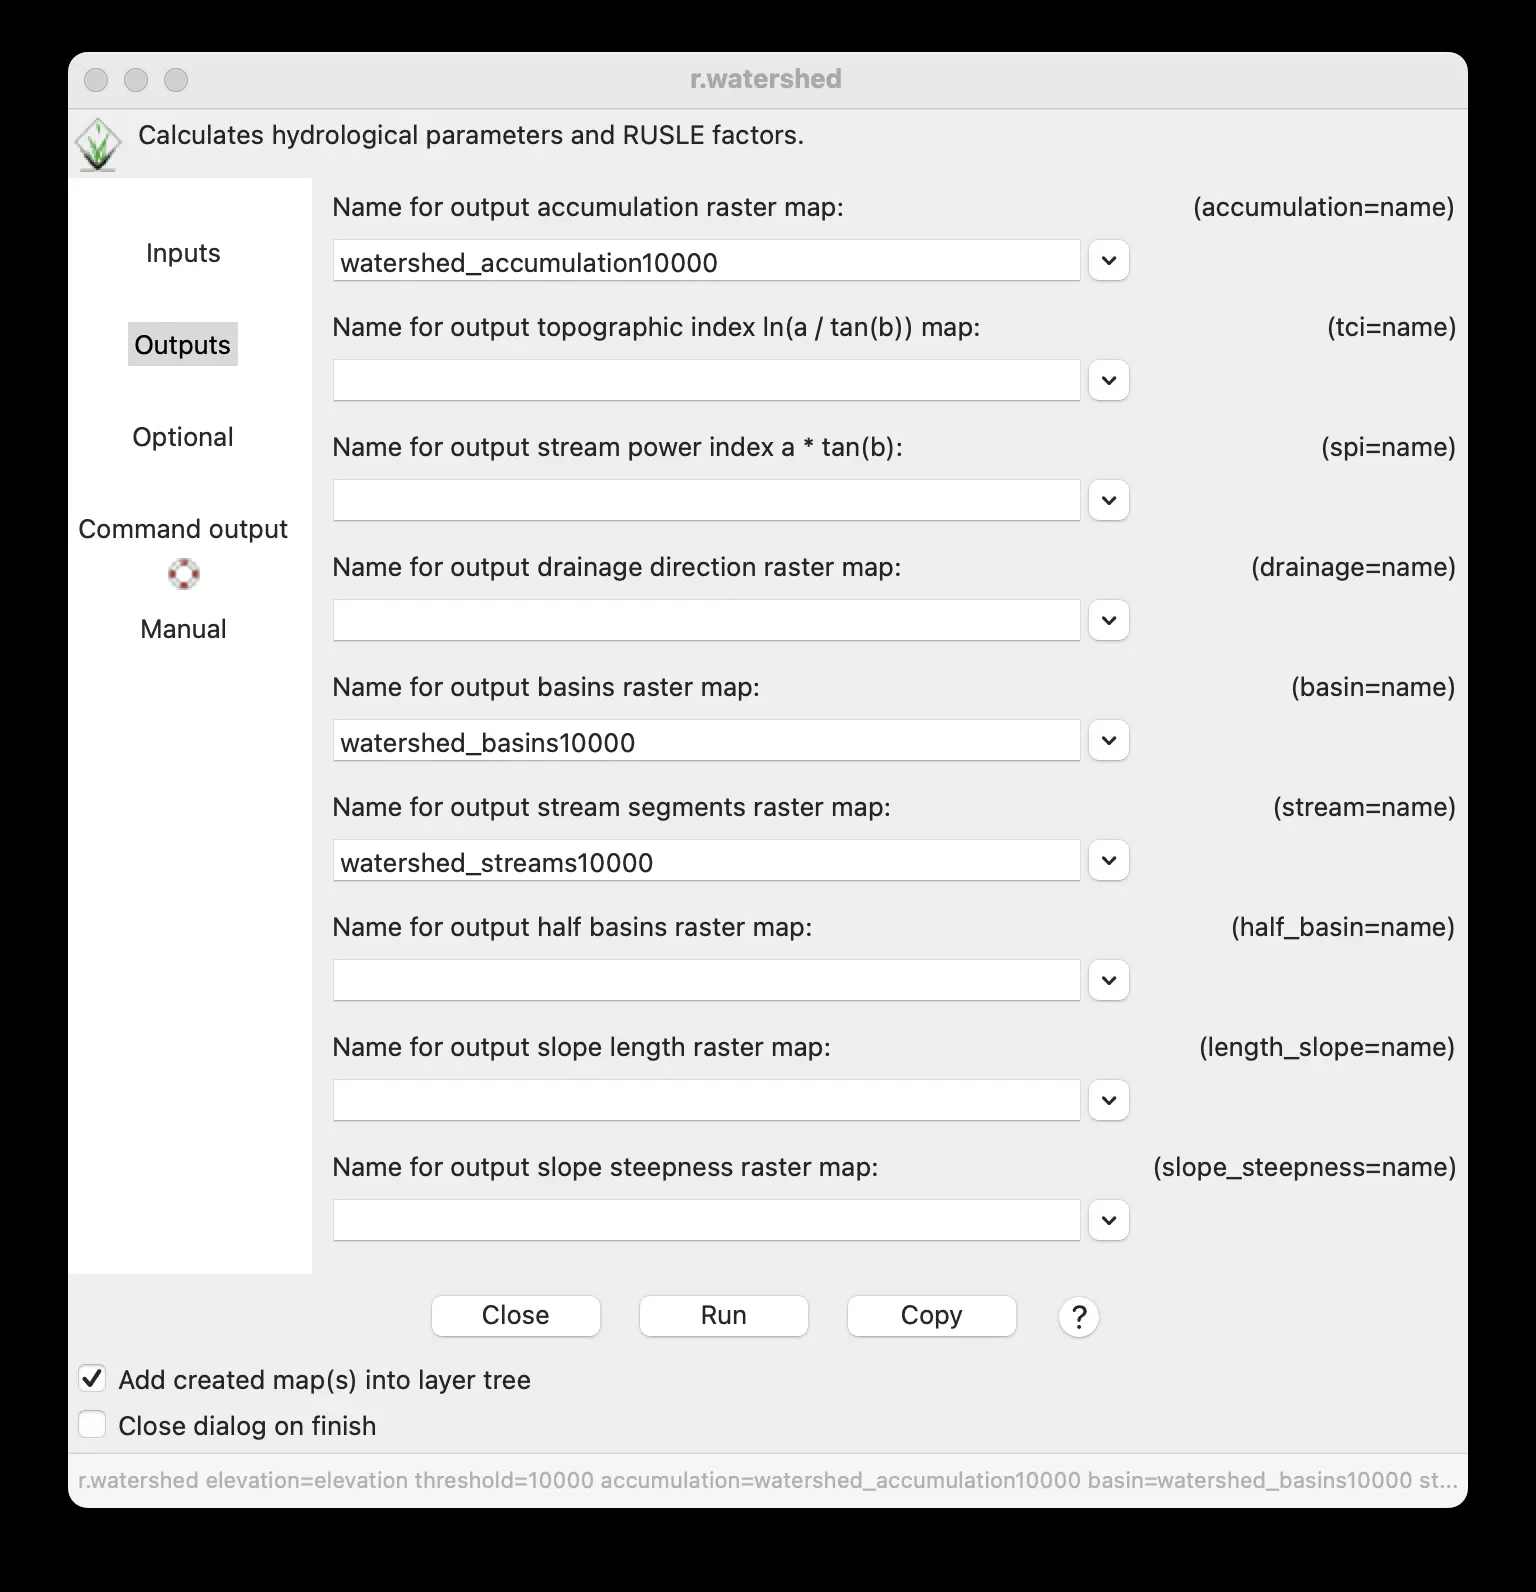 r.watershed
Calculates hydrological parameters and RUSLE factors.
Inputs
Outputs
Optional
Command output
Manual
Name for output accumulation raster map: (accumulation=name)
watershed_accumulation10000
Name for output topographic index ln(a / tan(b)) map: (tci=name)
Name for output stream power index a * tan(b): (spi=name)
Name for output drainage direction raster map: (drainage=name)
Name for output basins raster map: (basin=name)
watershed_basins10000
Name for output stream segments raster map: (stream=name)
watershed_streams10000
Name for output half basins raster map: (half_basin=name)
Name for output slope length raster map: (length_slope=name)
Name for output slope steepness raster map: (slope_steepness=name)
Close Run Copy ?
Add created map(s) into layer tree
Close dialog on finish
r.watershed elevation=elevation threshold=10000 accumulation=watershed_accumulation10000 basin=watershed_basins10000 st...